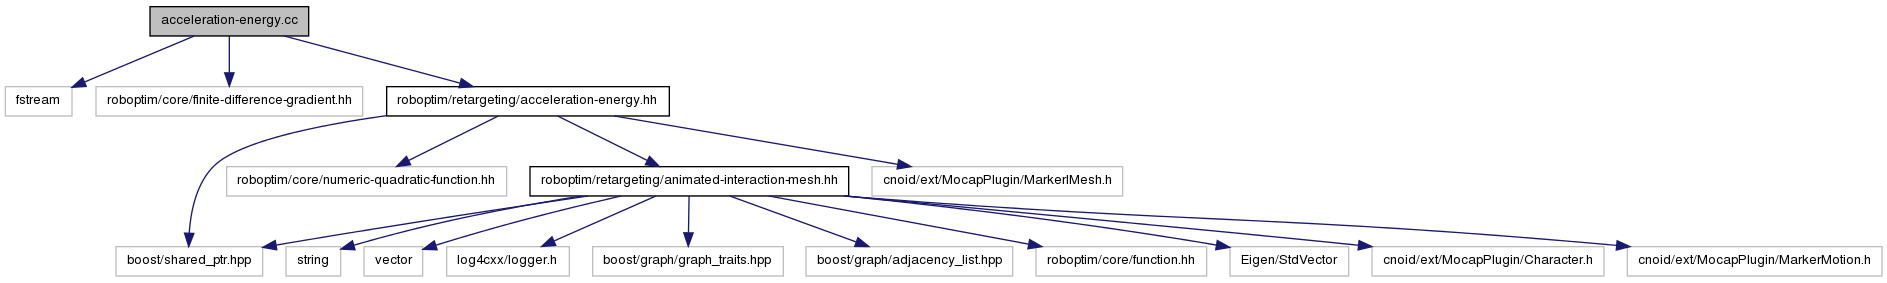 acceleration-energy.cc
fstream
roboptim/core/finite-difference-gradient.hh
roboptim/retargeting/acceleration-energy.hh
roboptim/core/numeric-quadratic-function.hh
roboptim/retargeting/animated-interaction-mesh.hh
cnoid/ext/MocapPlugin/MarkerIMesh.h
boost/shared_ptr.hpp
string
vector
log4cxx/logger.h
boost/graph/graph_traits.hpp
boost/graph/adjacency_list.hpp
roboptim/core/function.hh
Eigen/StdVector
cnoid/ext/MocapPlugin/Character.h
cnoid/ext/MocapPlugin/MarkerMotion.h